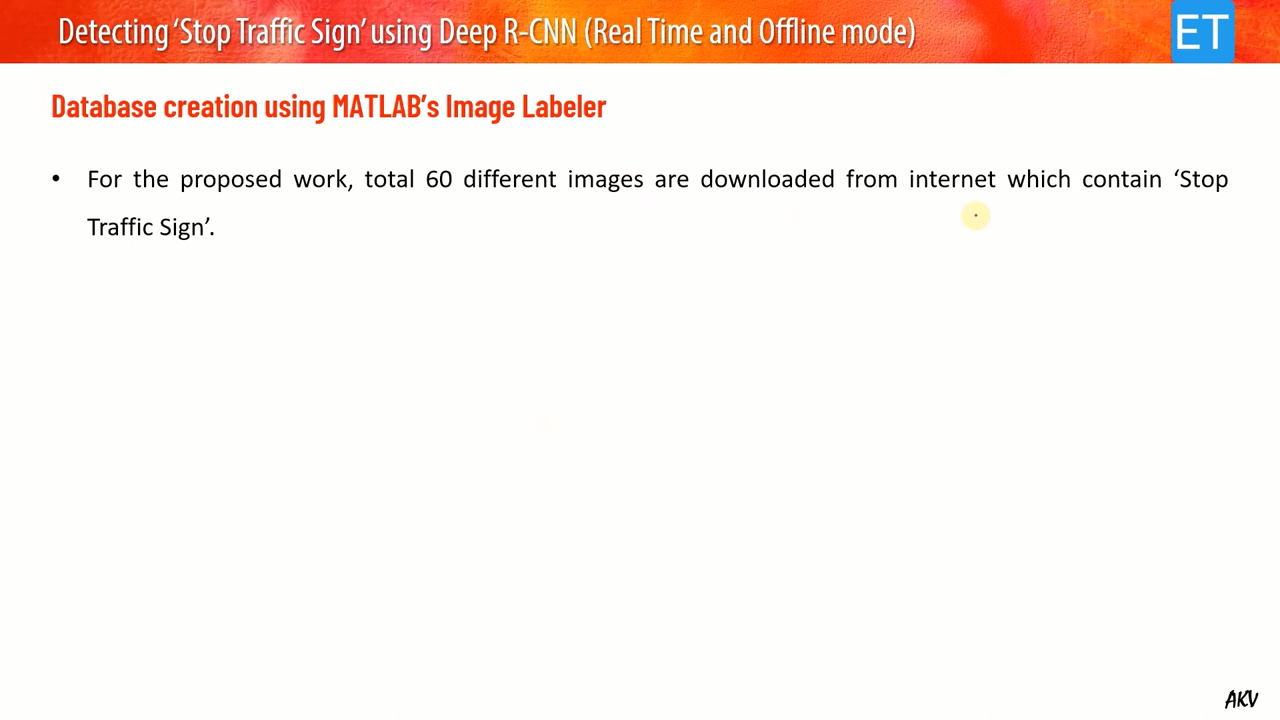 Detecting ‘Stop Traffic Sign’ using Deep R-CNN (Real Time and Offline mode)
ET
Database creation using MATLAB’s Image Labeler
• For the proposed work, total 60 different images are downloaded from internet which contain ‘Stop
Traffic Sign’.
AKV